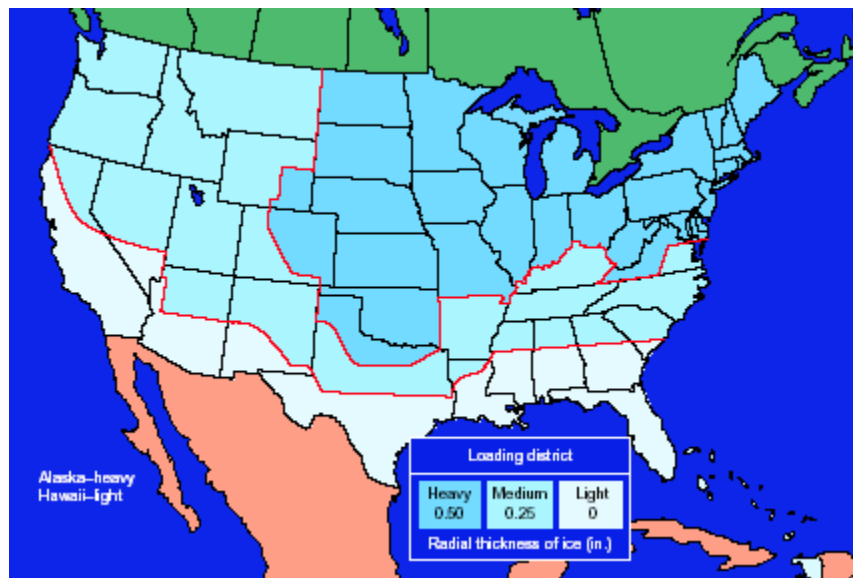 Alaska–heavy
Hawaii–light
Loading district
Heavy
0.50
Medium
0.25
Light
0
Radial thickness of ice (in.)